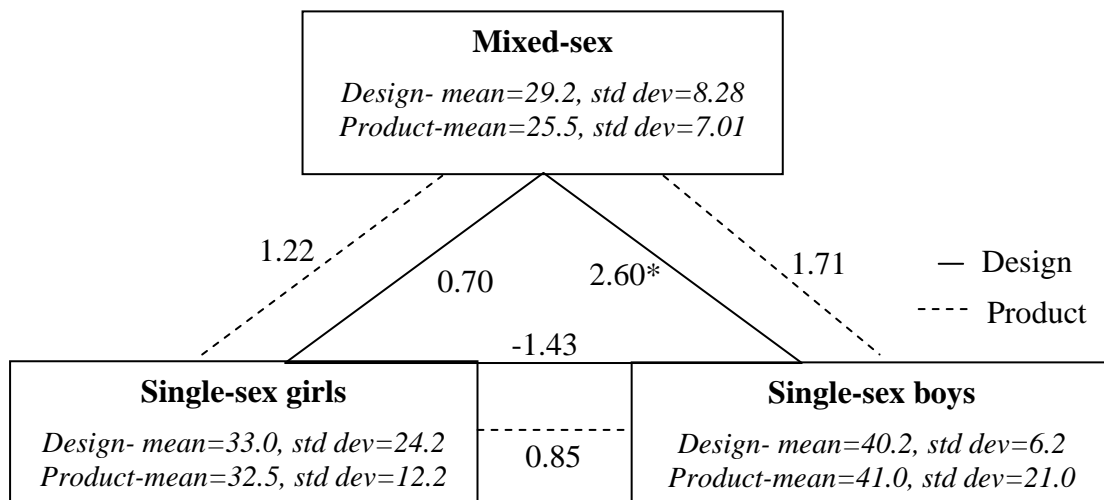 Mixed-sex
Design- mean=29.2, std dev=8.28
Product-mean=25.5, std dev=7.01
1.22
0.70
2.60*
1.71
— Design
----- Product
-1.43
Single-sex girls
Design- mean=33.0, std dev=24.2
Product-mean=32.5, std dev=12.2
0.85
Single-sex boys
Design- mean=40.2, std dev=6.2
Product-mean=41.0, std dev=21.0